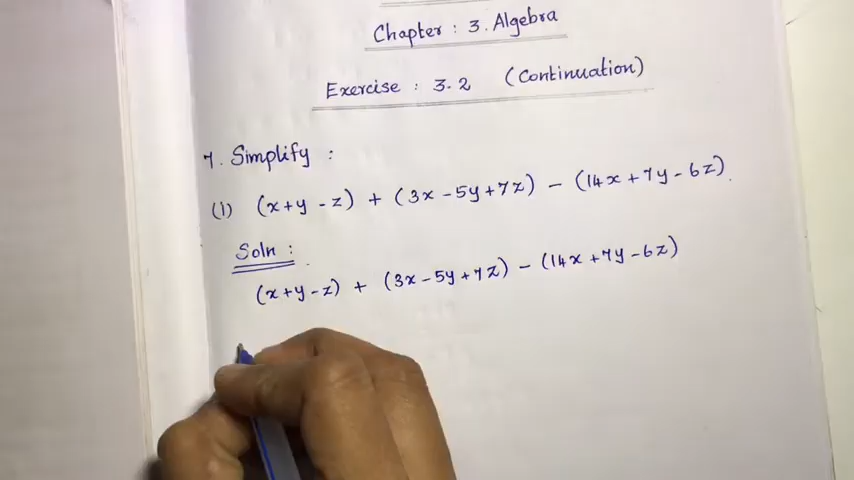 Chapter : 3. Algebra
Exercise : 3.2 (Continuation)
7. Simplify :
(1) (x+y-z) + (3x-5y+7z) - (14x+7y-6z).
Soln :
(x+y-z) + (3x-5y+7z) - (14x+7y-6z)